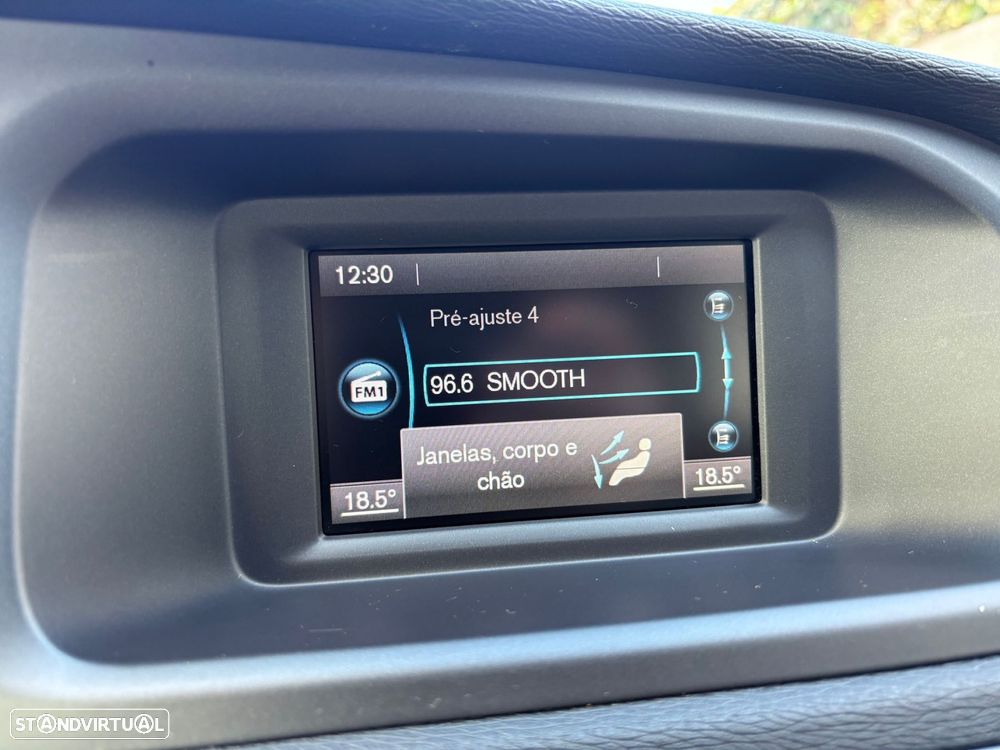 12:30
Pré-ajuste 4
FM1
96.6 SMOOTH
Janelas, corpo e
chão
18.5°
18.5°
STANDVIRTUAL